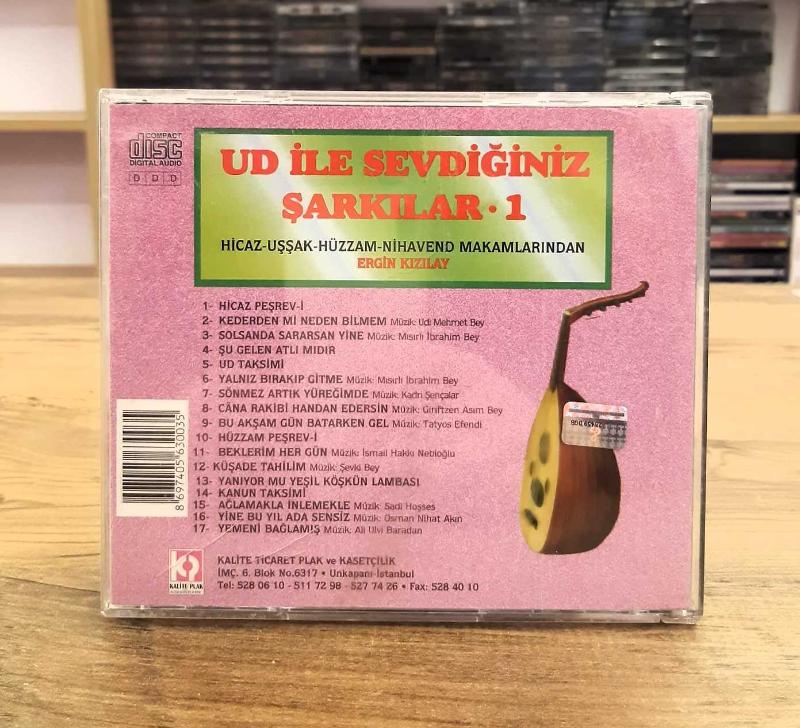 COMPACT
disc
DIGITAL AUDIO
D D D
UD İLE SEVDİĞİNİZ
ŞARKILAR · 1
HİCAZ-UŞŞAK-HÜZZAM-NİHAVEND MAKAMLARINDAN
ERGİN KIZILAY
1- HİCAZ PEŞREV-İ
2- KEDERDEN Mİ NEDEN BİLMEM Müzik: Udi Mehmet Bey
3- SOLSANDA SARARSAN YİNE Müzik: Mısırlı İbrahim Bey
4- ŞU GELEN ATLI MIDIR
5- UD TAKSİMİ
6- YALNIZ BIRAKIP GİTME Müzik: Mısırlı İbrahim Bey
7- SÖNMEZ ARTIK YÜREĞİMDE Müzik: Kadri Şençalar
8- CÂNA RAKİBİ HANDAN EDERSİN Müzik: Giriftzen Asım Bey
9- BU AKŞAM GÜN BATARKEN GEL Müzik: Tatyos Efendi
10- HÜZZAM PEŞREV-İ
11- BEKLERİM HER GÜN Müzik: İsmail Hakkı Nebioğlu
12- KÜŞADE TAHİLİM Müzik: Şevki Bey
13- YANIYOR MU YEŞİL KÖŞKÜN LAMBASI
14- KANUN TAKSİMİ
15- AĞLAMAKLA İNLEMEKLE Müzik: Sadi Hoşses
16- YİNE BU YIL ADA SENSİZ Müzik: Osman Nihat Akın
17- YEMENİ BAĞLAMIŞ Müzik: Ali Ulvi Baradan
8 697405 630035
KALİTE PLAK
KALİTE TİCARET PLAK ve KASETÇİLİK
İMÇ. 6. Blok No.6317 • Unkapanı-İstanbul
Tel: 528 06 10 - 511 72 98 - 527 74 26 • Fax: 528 40 10